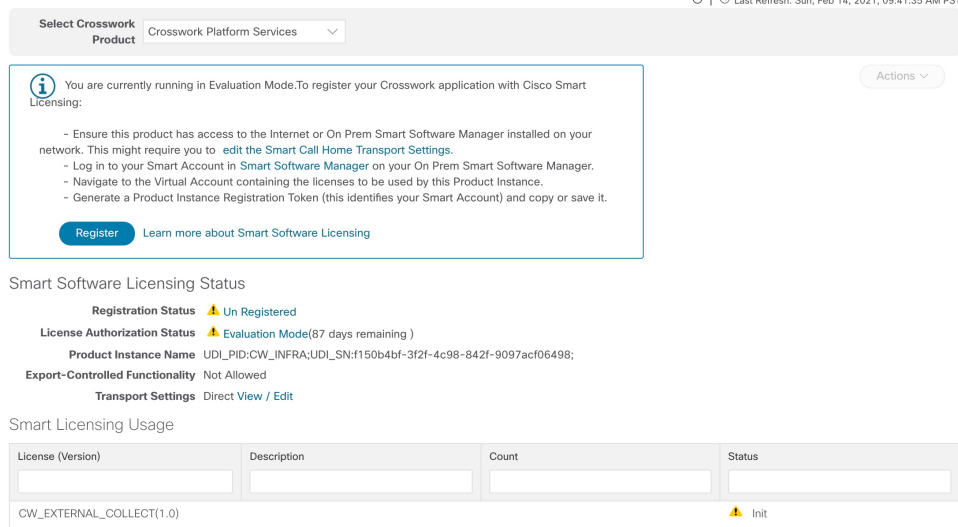 Last Refresh: Sun, Feb 14, 2021, 09:41:35 AM PST
Select Crosswork Product
Crosswork Platform Services
Actions
You are currently running in Evaluation Mode.To register your Crosswork application with Cisco Smart
Licensing:
- Ensure this product has access to the Internet or On Prem Smart Software Manager installed on your
network. This might require you to edit the Smart Call Home Transport Settings.
- Log in to your Smart Account in Smart Software Manager on your On Prem Smart Software Manager.
- Navigate to the Virtual Account containing the licenses to be used by this Product Instance.
- Generate a Product Instance Registration Token (this identifies your Smart Account) and copy or save it.
Register Learn more about Smart Software Licensing
Smart Software Licensing Status
Registration Status Un Registered
License Authorization Status Evaluation Mode(87 days remaining )
Product Instance Name UDI_PID:CW_INFRA;UDI_SN:f150b4bf-3f2f-4c98-842f-9097acf06498;
Export-Controlled Functionality Not Allowed
Transport Settings Direct View / Edit
Smart Licensing Usage
License (Version) Description Count Status
CW_EXTERNAL_COLLECT(1.0) Init